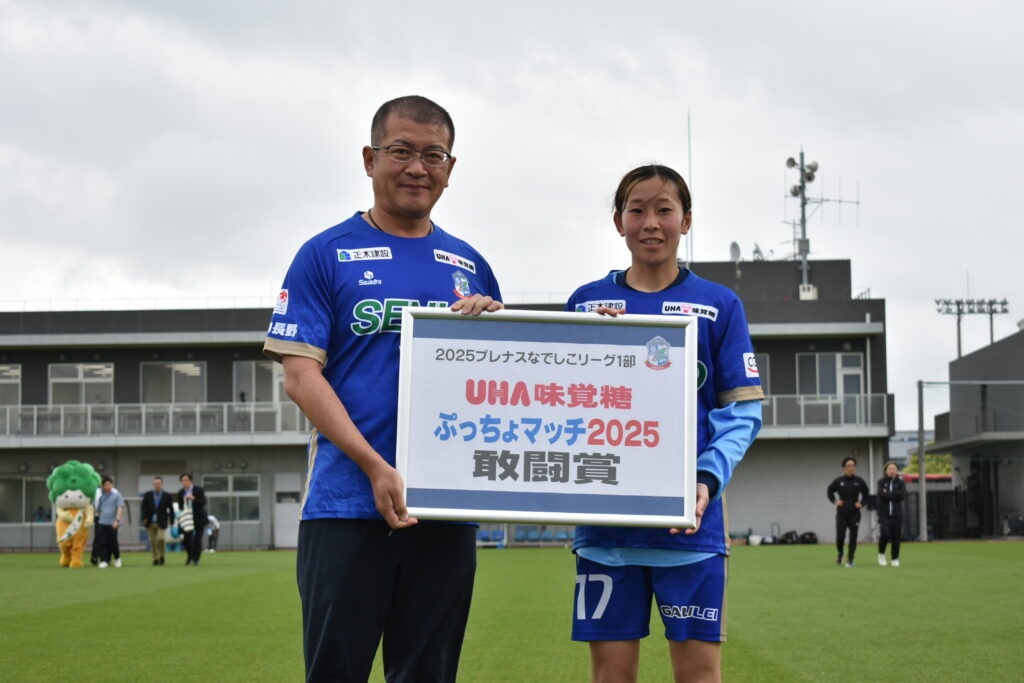 正木建設
UHA味覚糖
Squadra
SENK
長野
UHA味覚糖
2025プレナスなでしこリーグ1部
UHA味覚糖
ぷっちょマッチ2025
敢闘賞
17
GALILEI